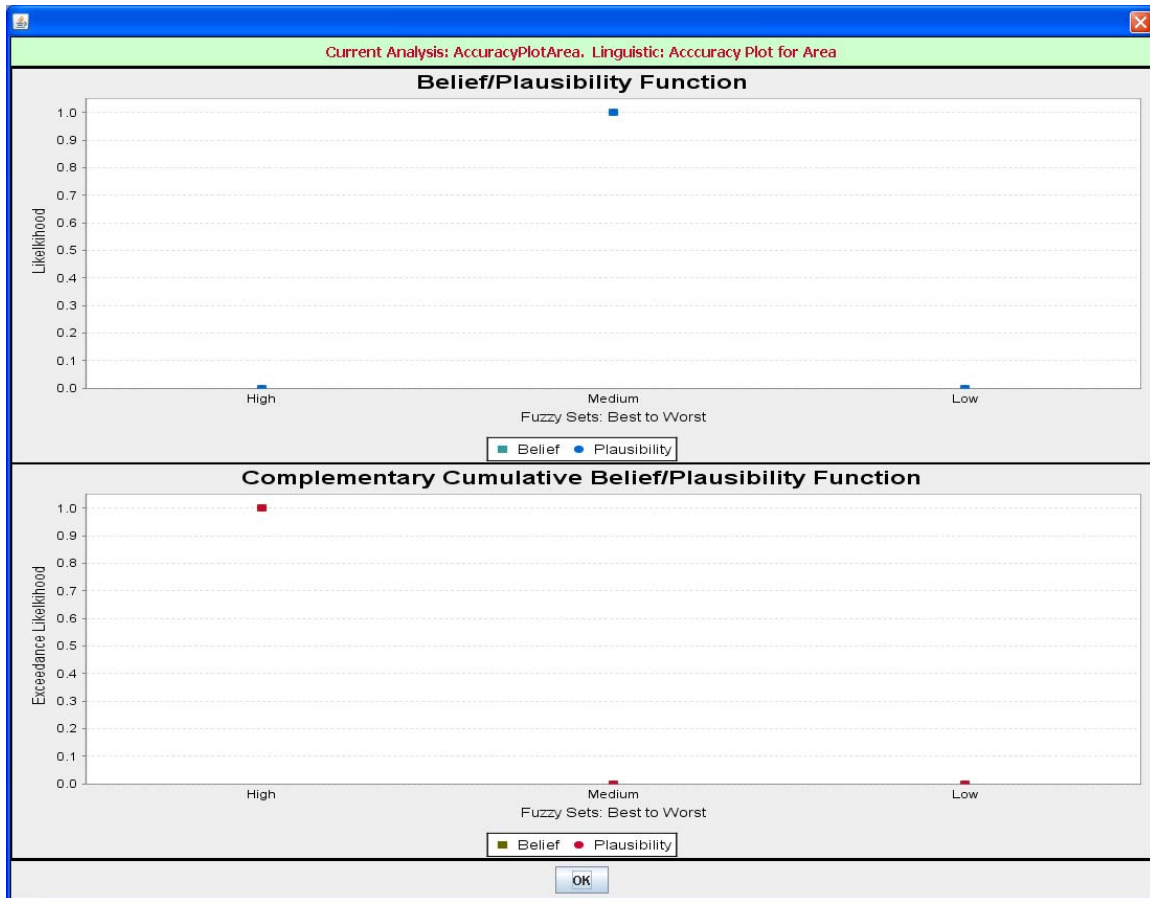 Current Analysis: AccuracyPlotArea. Linguistic: Acccuracy Plot for Area
Belief/Plausibility Function
Likelkihood
1.0
0.9
0.8
0.7
0.6
0.5
0.4
0.3
0.2
0.1
0.0
High Medium Low
Fuzzy Sets: Best to Worst
Belief Plausibility
Complementary Cumulative Belief/Plausibility Function
Exceedance Likelkihood
1.0
0.9
0.8
0.7
0.6
0.5
0.4
0.3
0.2
0.1
0.0
High Medium Low
Fuzzy Sets: Best to Worst
Belief Plausibility
OK